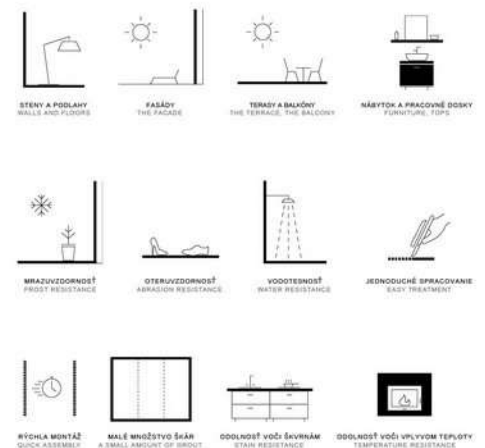 STENY A PODLAHY
WALLS AND FLOORS
FASÁDY
THE FACADE
TERASY A BALKÓNY
THE TERRACE, THE BALCONY
NÁBYTOK A PRACOVNÉ DOSKY
FURNITURE, TOPS
MRAZUVZDORNOSŤ
FROST RESISTANCE
OTERUVZDORNOSŤ
ABRASION RESISTANCE
VODOTESNOSŤ
WATER RESISTANCE
JEDNODUCHÉ SPRACOVANIE
EASY TREATMENT
RÝCHLA MONTÁŽ
QUICK ASSEMBLY
MALÉ MNOŽSTVO ŠKÁR
A SMALL AMOUNT OF GROUT
ODOLNOSŤ VOČI ŠKVRNÁM
STAIN RESISTANCE
ODOLNOSŤ VOČI VPLYVOM TEPLOTY
TEMPERATURE RESISTANCE